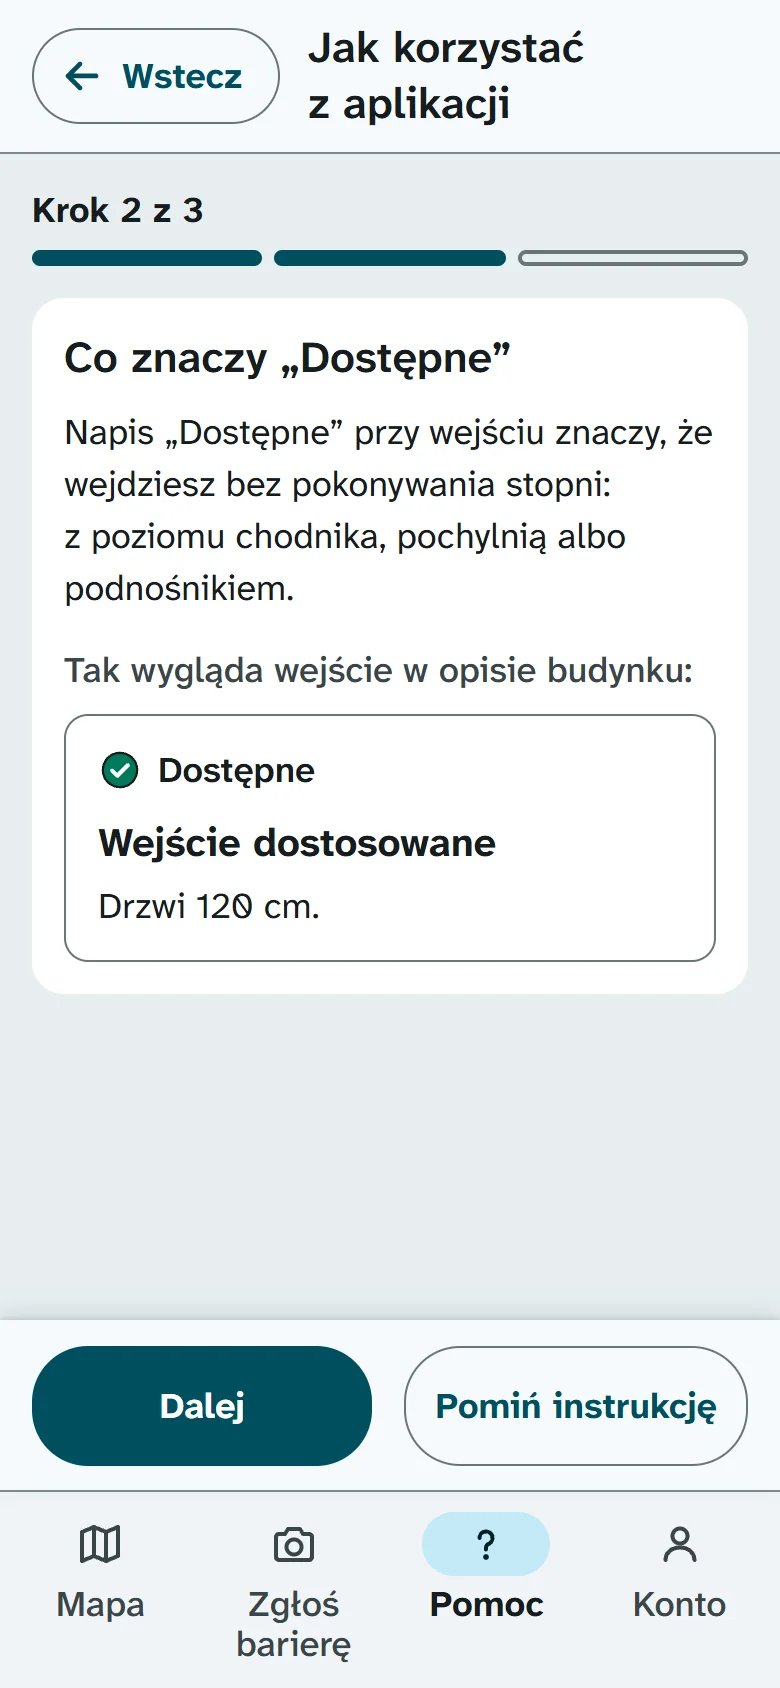 Wstecz
Jak korzystać
z aplikacji
Krok 2 z 3
Co znaczy „Dostępne”
Napis „Dostępne” przy wejściu znaczy, że
wejdziesz bez pokonywania stopni:
z poziomu chodnika, pochylnią albo
podnośnikiem.
Tak wygląda wejście w opisie budynku:
Dostępne
Wejście dostosowane
Drzwi 120 cm.
Dalej
Pomiń instrukcję
Mapa
Zgłoś
barierę
Pomoc
Konto